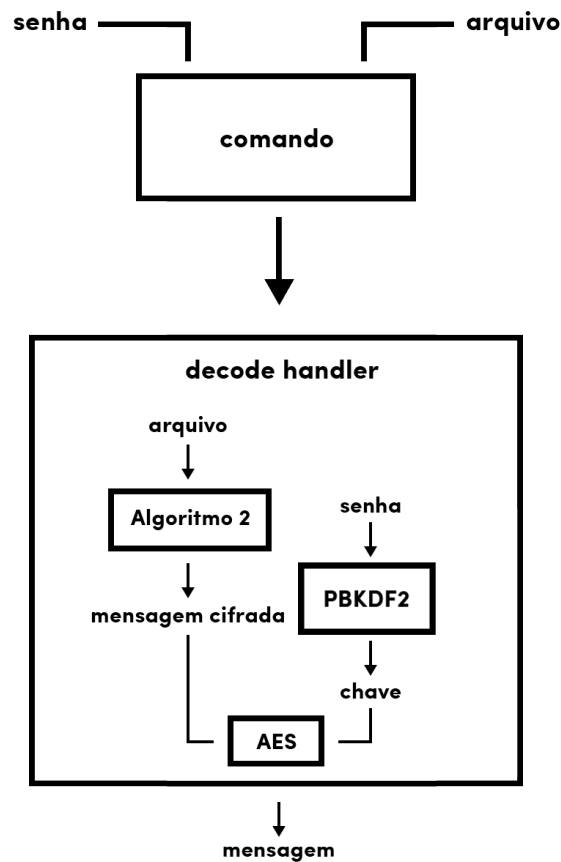 senha
arquivo
comando
decode handler
arquivo
Algoritmo 2
mensagem cifrada
senha
PBKDF2
chave
AES
mensagem